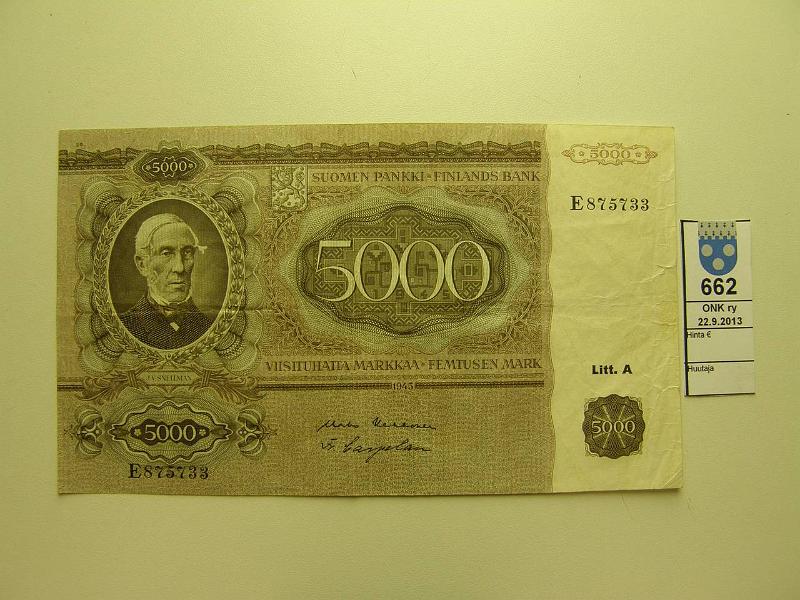 5000
SUOMEN PANKKI • FINLANDS BANK
5000
E875733
5000
VIISITUHATTA MARKKAA • FEMTUSEN MARK
J.V. SNELLMAN
1945
Litt. A
5000
5000
E875733
662
ONK ry
22.9.2013
Hinta €
Huutaja